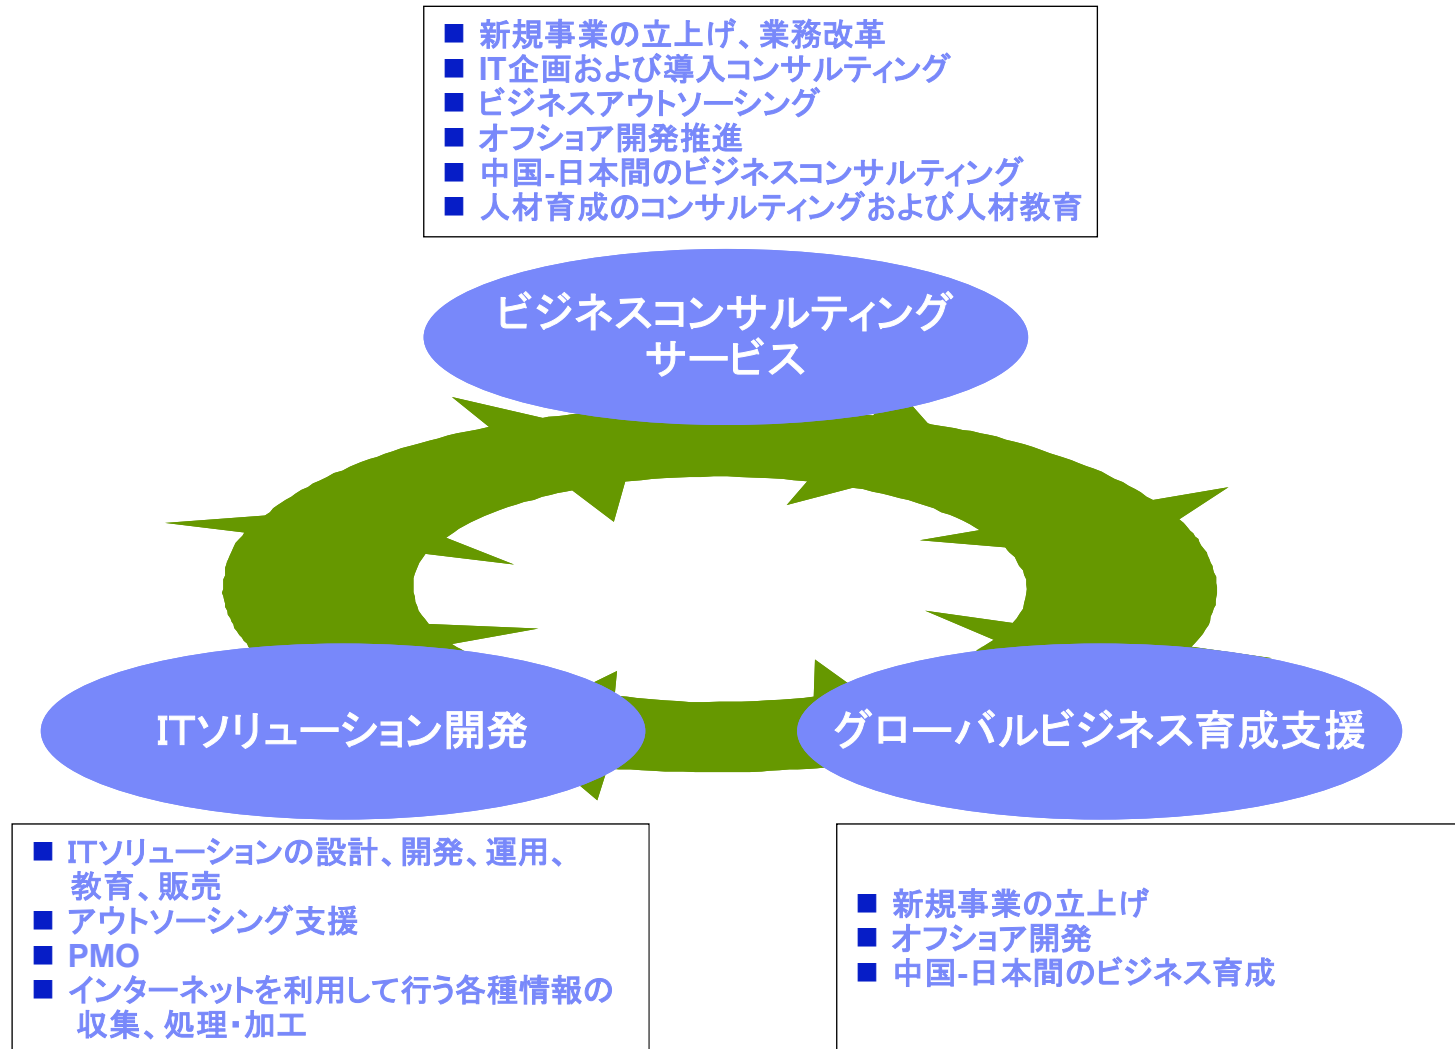 ■ 新規事業の立上げ、業務改革
■ IT企画および導入コンサルティング
■ ビジネスアウトソーシング
■ オフショア開発推進
■ 中国-日本間のビジネスコンサルティング
■ 人材育成のコンサルティングおよび人材教育
ビジネスコンサルティング
サービス
ITソリューション開発
グローバルビジネス育成支援
■ ITソリューションの設計、開発、運用、
教育、販売
■ アウトソーシング支援
■ PMO
■ インターネットを利用して行う各種情報の
収集、処理・加工
■ 新規事業の立上げ
■ オフショア開発
■ 中国-日本間のビジネス育成